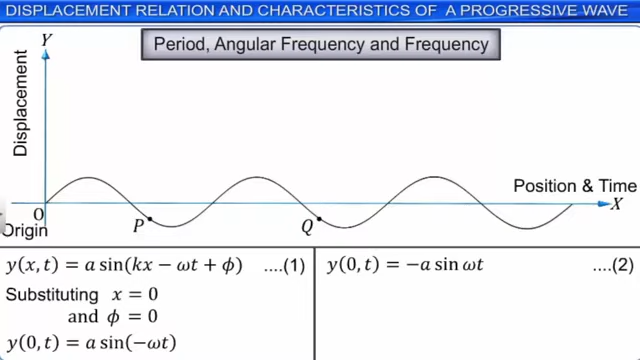 DISPLACEMENT RELATION AND CHARACTERISTICS OF A PROGRESSIVE WAVE
Period, Angular Frequency and Frequency
Y
Displacement
Position & Time
X
O
Origin
P
Q
y(x, t) = a sin(kx − ωt + ϕ) ....(1)
Substituting x = 0
and ϕ = 0
y(0, t) = a sin(−ωt)
y(0, t) = −a sin ωt ....(2)